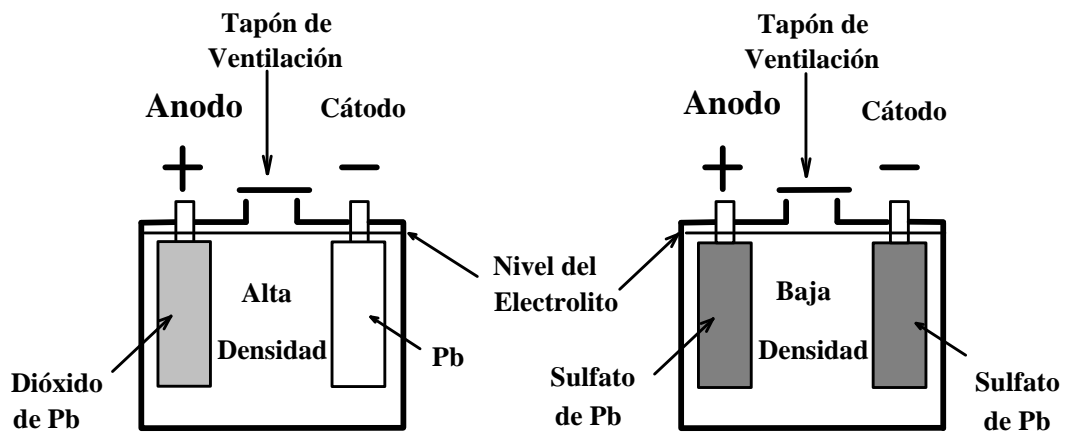 Tapón de
Ventilación
Anodo
Cátodo
+
−
Alta
Densidad
Dióxido
de Pb
Pb
Nivel del
Electrolito
Tapón de
Ventilación
Anodo
Cátodo
+
−
Baja
Densidad
Sulfato
de Pb
Sulfato
de Pb